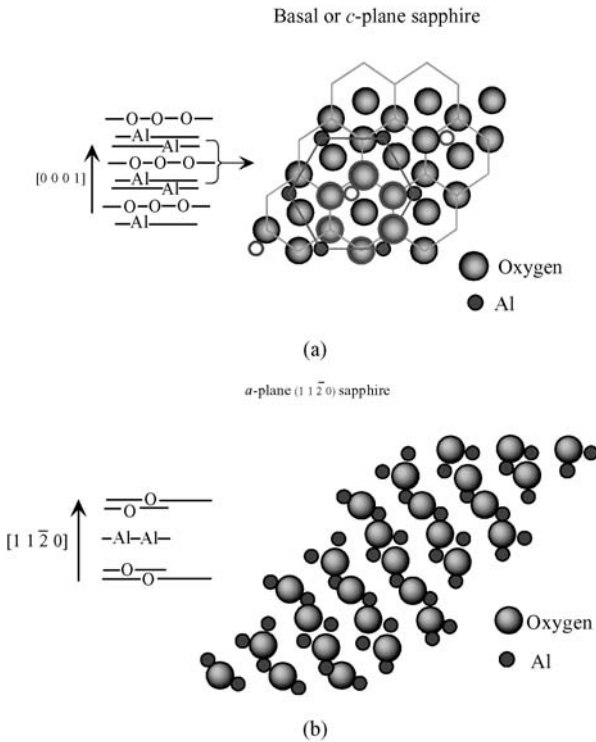 Basal or c-plane sapphire
O O O
Al
Al
O O O
Al
Al
O O O
Al
[0 0 0 1]
Oxygen
Al
(a)
a-plane (1 1 2̅ 0) sapphire
O
O
Al Al
O
O
[1 1 2̅ 0]
Oxygen
Al
(b)